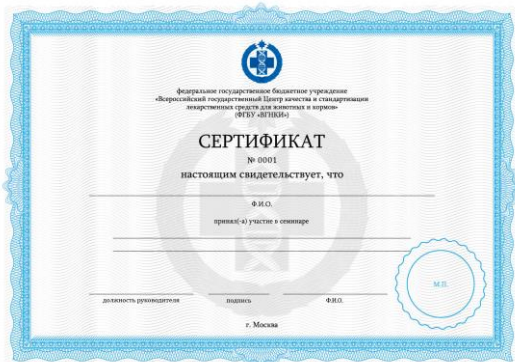 федеральное государственное бюджетное учреждение
«Всероссийский государственный Центр качества и стандартизации
лекарственных средств для животных и кормов»
(ФГБУ «ВГНКИ»)
СЕРТИФИКАТ
№ 0001
настоящим свидетельствует, что
Ф.И.О.
принял(-а) участие в семинаре
М.П.
должность руководителя подпись Ф.И.О.
г. Москва